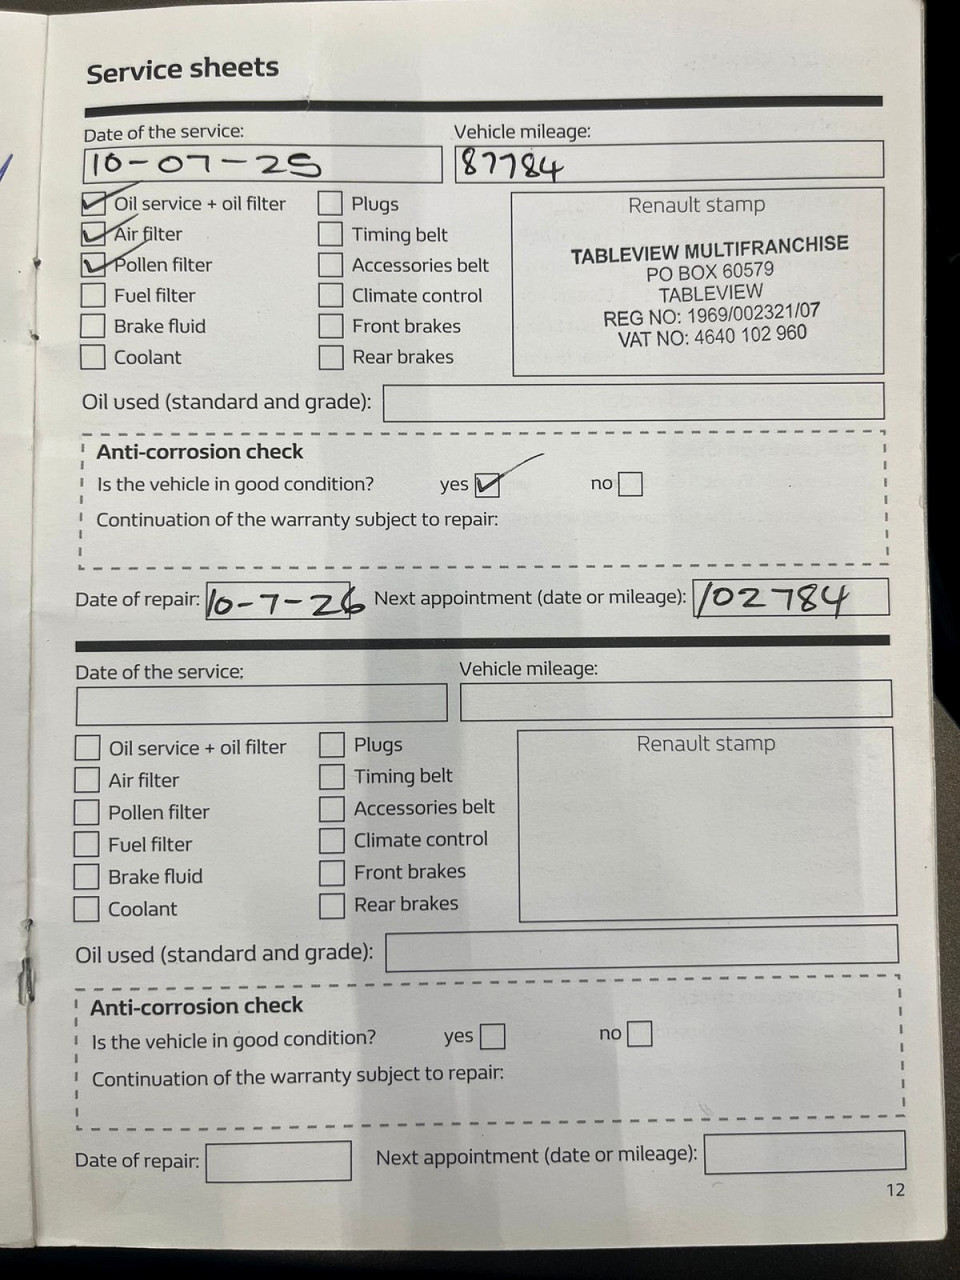 Service sheets
Date of the service: Vehicle mileage:
10-07-25 87784
Oil service + oil filter Plugs Renault stamp
Air filter Timing belt TABLEVIEW MULTIFRANCHISE
Pollen filter Accessories belt PO BOX 60579
Fuel filter Climate control TABLEVIEW
Brake fluid Front brakes REG NO: 1969/002321/07
Coolant Rear brakes VAT NO: 4640 102 960
Oil used (standard and grade):
Anti-corrosion check
Is the vehicle in good condition? yes no
Continuation of the warranty subject to repair:
Date of repair: 10-7-26 Next appointment (date or mileage): 102784
Date of the service: Vehicle mileage:
Oil service + oil filter Plugs Renault stamp
Air filter Timing belt
Pollen filter Accessories belt
Fuel filter Climate control
Brake fluid Front brakes
Coolant Rear brakes
Oil used (standard and grade):
Anti-corrosion check
Is the vehicle in good condition? yes no
Continuation of the warranty subject to repair:
Date of repair: Next appointment (date or mileage):
12